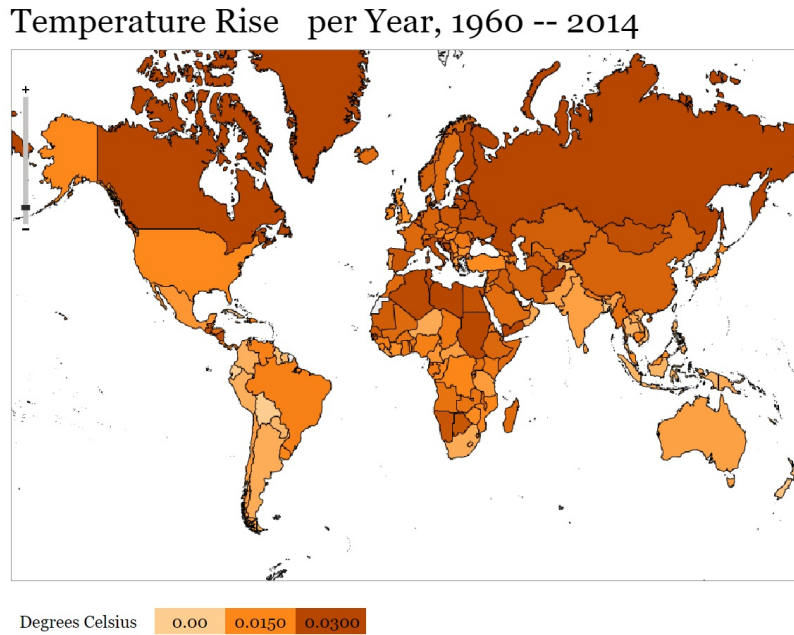 Temperature Rise per Year, 1960 -- 2014
+
-
Degrees Celsius 0.00 0.0150 0.0300